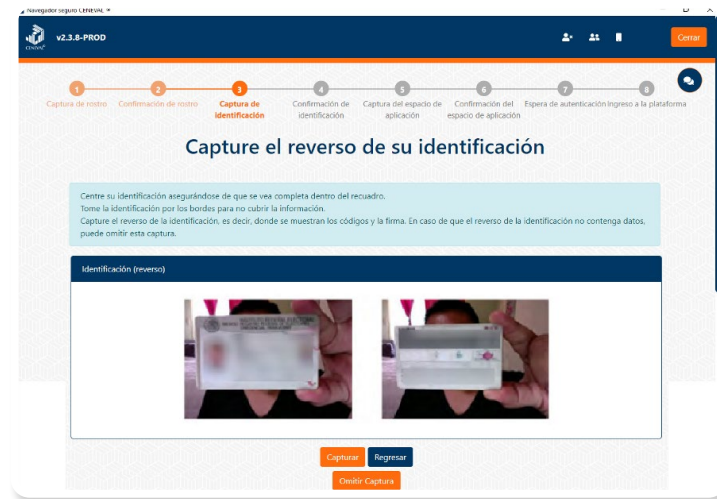 Navegador seguro CENEVAL
CENEVAL
v2.3.8-PROD
Cerrar
1
2
3
4
5
6
7
8
Captura de rostro
Confirmación de rostro
Captura de
identificación
Confirmación de
identificación
Captura del espacio de
aplicación
Confirmación del
espacio de aplicación
Espera de autenticación
Ingreso a la plataforma
Capture el reverso de su identificación
Centre su identificación asegurándose de que se vea completa dentro del recuadro.
Tome la identificación por los bordes para no cubrir la información.
Capture el reverso de la identificación, es decir, donde se muestran los códigos y la firma. En caso de que el reverso de la identificación no contenga datos,
puede omitir esta captura.
Identificación (reverso)
Capturar
Regresar
Omitir Captura